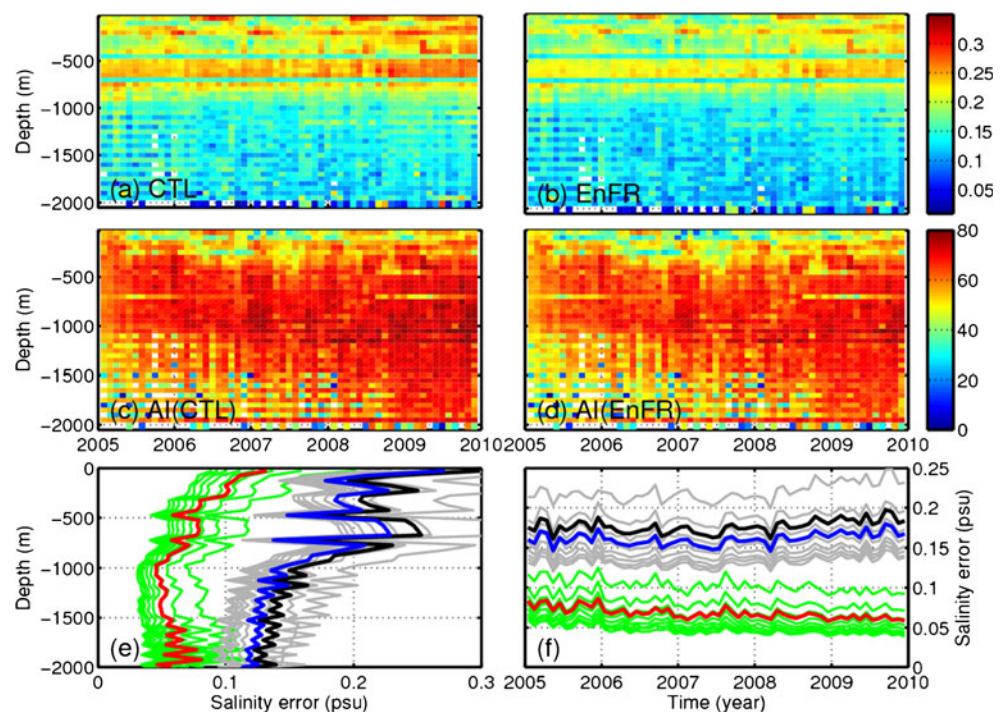 Depth (m)
-500
-1000
-1500
-2000
(a) CTL
(b) EnFR
0.3
0.25
0.2
0.15
0.1
0.05
Depth (m)
-500
-1000
-1500
-2000
(c) AI(CTL)
(d) AI(EnFR)
80
60
40
20
0
2005 2006 2007 2008 2009 2010
2005 2006 2007 2008 2009 2010
Depth (m)
0
-500
-1000
-1500
-2000
(e)
0 0.1 0.2 0.3
Salinity error (psu)
(f)
0.25
0.2
0.15
0.1
0.05
0
Salinity error (psu)
2005 2006 2007 2008 2009 2010
Time (year)